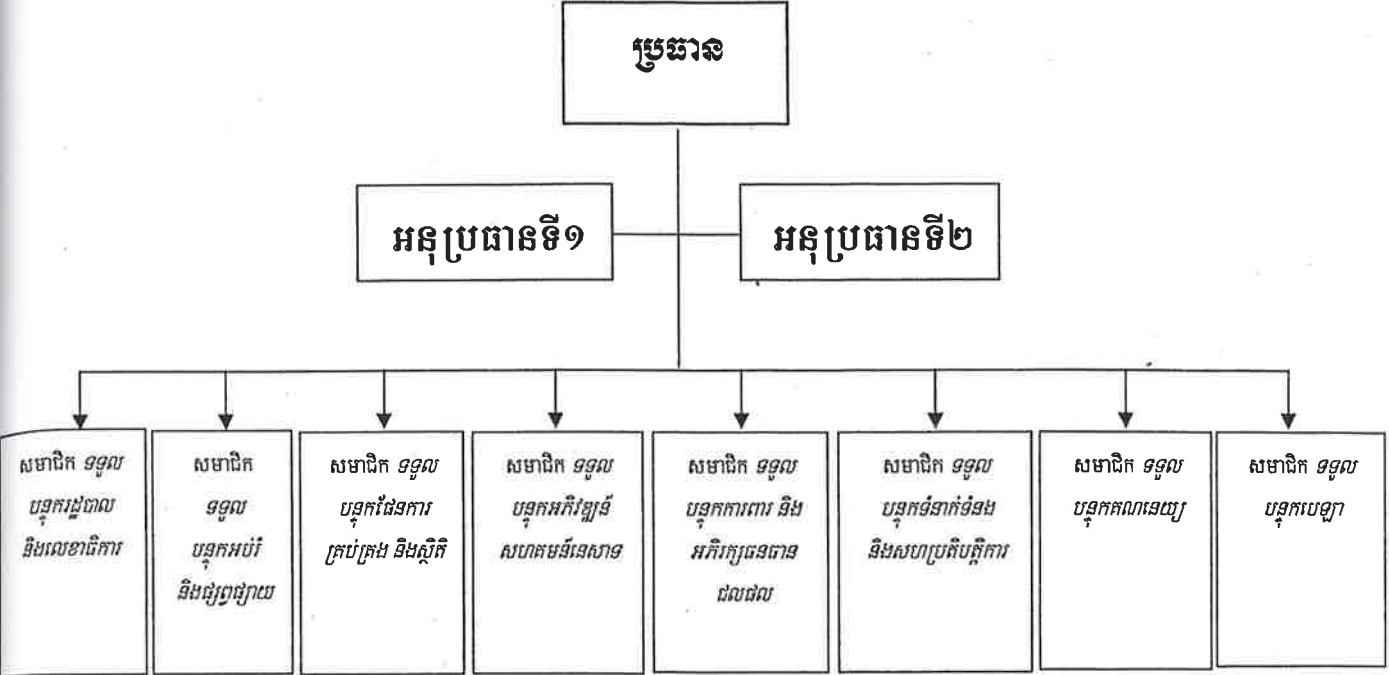 ប្រធាន
អនុប្រធានទី១
អនុប្រធានទី២
សមាជិក ទទួល
បន្ទុករដ្ឋបាល
និងលេខាធិការ
សមាជិក
ទទួល
បន្ទុកអប់រំ
និងផ្សព្វផ្សាយ
សមាជិក ទទួល
បន្ទុកផែនការ
គ្រប់គ្រង និងស្ថិតិ
សមាជិក ទទួល
បន្ទុកអភិវឌ្ឍន៍
សហគមន៍នេសាទ
សមាជិក ទទួល
បន្ទុកការពារ និង
អភិរក្សធនធាន
ជលផល
សមាជិក ទទួល
បន្ទុកទំនាក់ទំនង
និងសហប្រតិបត្តិការ
សមាជិក ទទួល
បន្ទុកគណនេយ្យ
សមាជិក ទទួល
បន្ទុកបេឡា